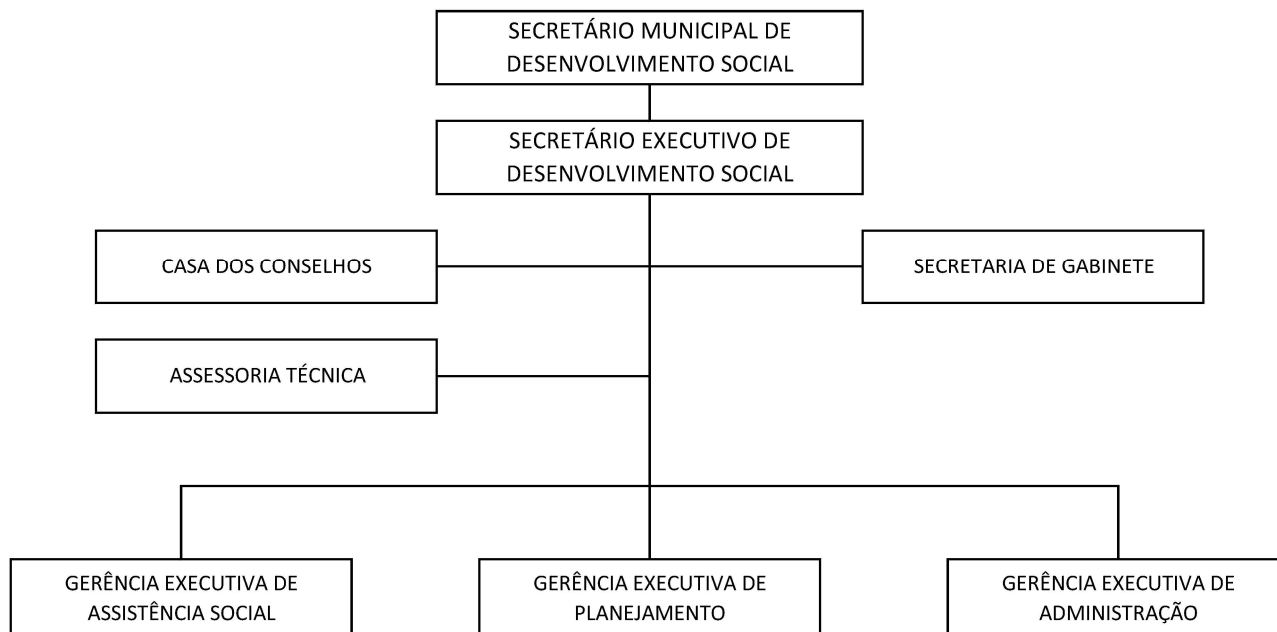 SECRETÁRIO MUNICIPAL DE
DESENVOLVIMENTO SOCIAL
SECRETÁRIO EXECUTIVO DE
DESENVOLVIMENTO SOCIAL
CASA DOS CONSELHOS
SECRETARIA DE GABINETE
ASSESSORIA TÉCNICA
GERÊNCIA EXECUTIVA DE
ASSISTÊNCIA SOCIAL
GERÊNCIA EXECUTIVA DE
PLANEJAMENTO
GERÊNCIA EXECUTIVA DE
ADMINISTRAÇÃO